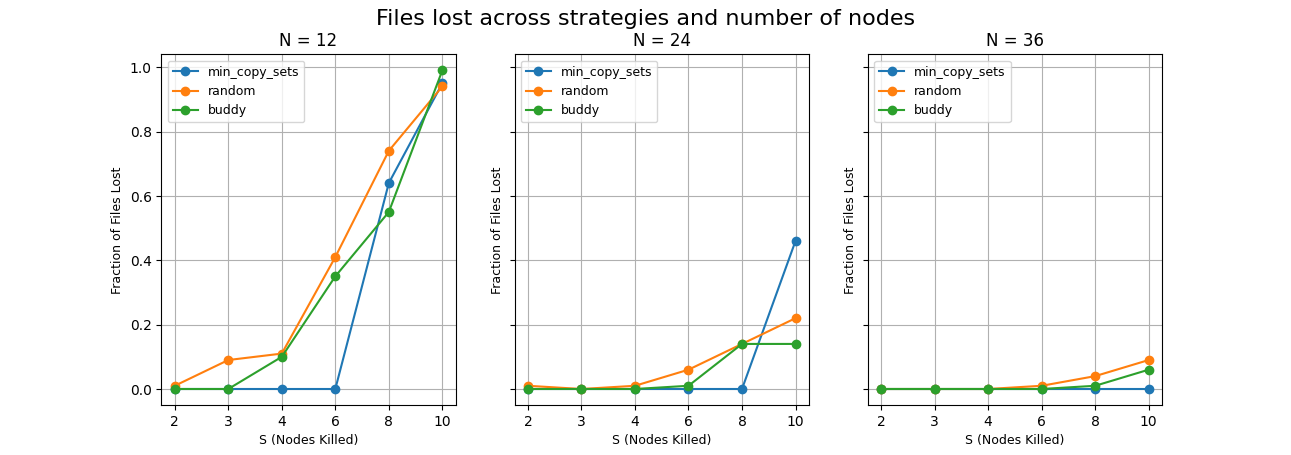 Files lost across strategies and number of nodes
N = 12
min_copy_sets
random
buddy
Fraction of Files Lost
1.0
0.8
0.6
0.4
0.2
0.0
2 3 4 6 8 10
S (Nodes Killed)
N = 24
min_copy_sets
random
buddy
Fraction of Files Lost
2 3 4 6 8 10
S (Nodes Killed)
N = 36
min_copy_sets
random
buddy
Fraction of Files Lost
2 3 4 6 8 10
S (Nodes Killed)